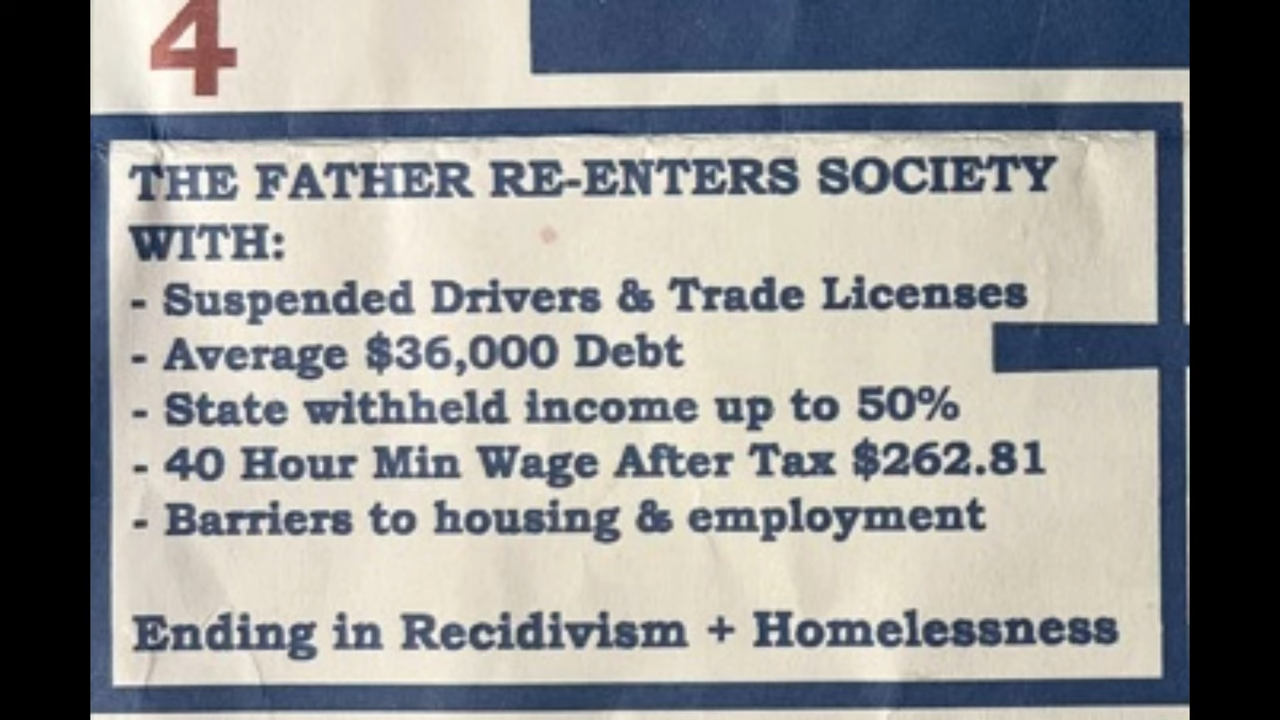 4
THE FATHER RE-ENTERS SOCIETY
WITH:
- Suspended Drivers & Trade Licenses
- Average $36,000 Debt
- State withheld income up to 50%
- 40 Hour Min Wage After Tax $262.81
- Barriers to housing & employment
Ending in Recidivism + Homelessness